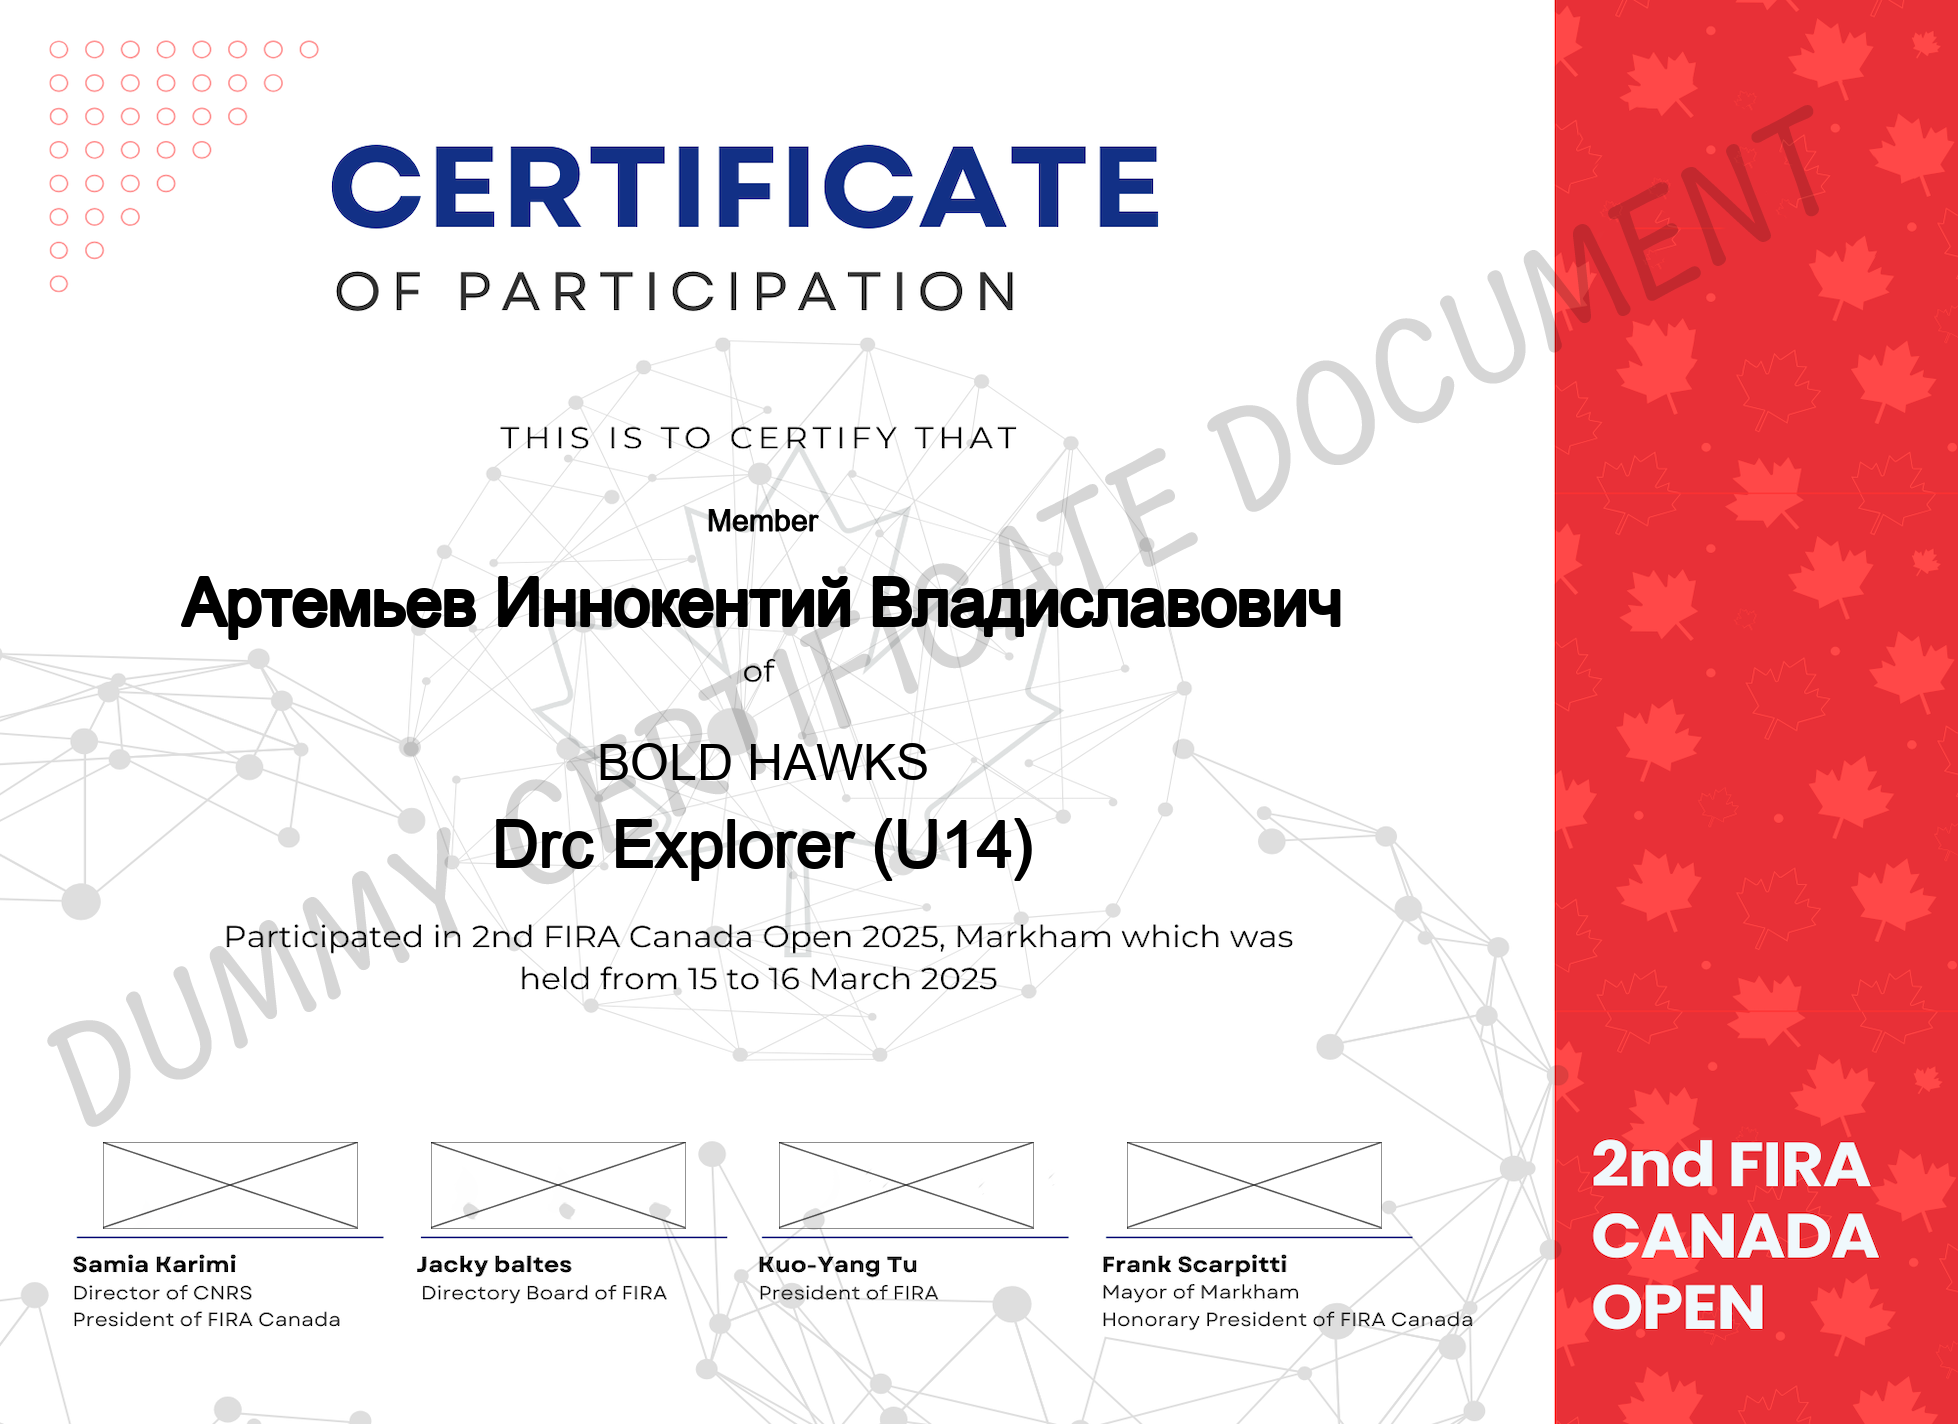 CERTIFICATE
OF PARTICIPATION
THIS IS TO CERTIFY THAT
Member
Артемьев Иннокентий Владиславович
of
BOLD HAWKS
Drc Explorer (U14)
Participated in 2nd FIRA Canada Open 2025, Markham which was
held from 15 to 16 March 2025
DUMMY CERTIFICATE DOCUMENT
Samia Karimi
Director of CNRS
President of FIRA Canada
Jacky baltes
Directory Board of FIRA
Kuo-Yang Tu
President of FIRA
Frank Scarpitti
Mayor of Markham
Honorary President of FIRA Canada
2nd FIRA
CANADA
OPEN